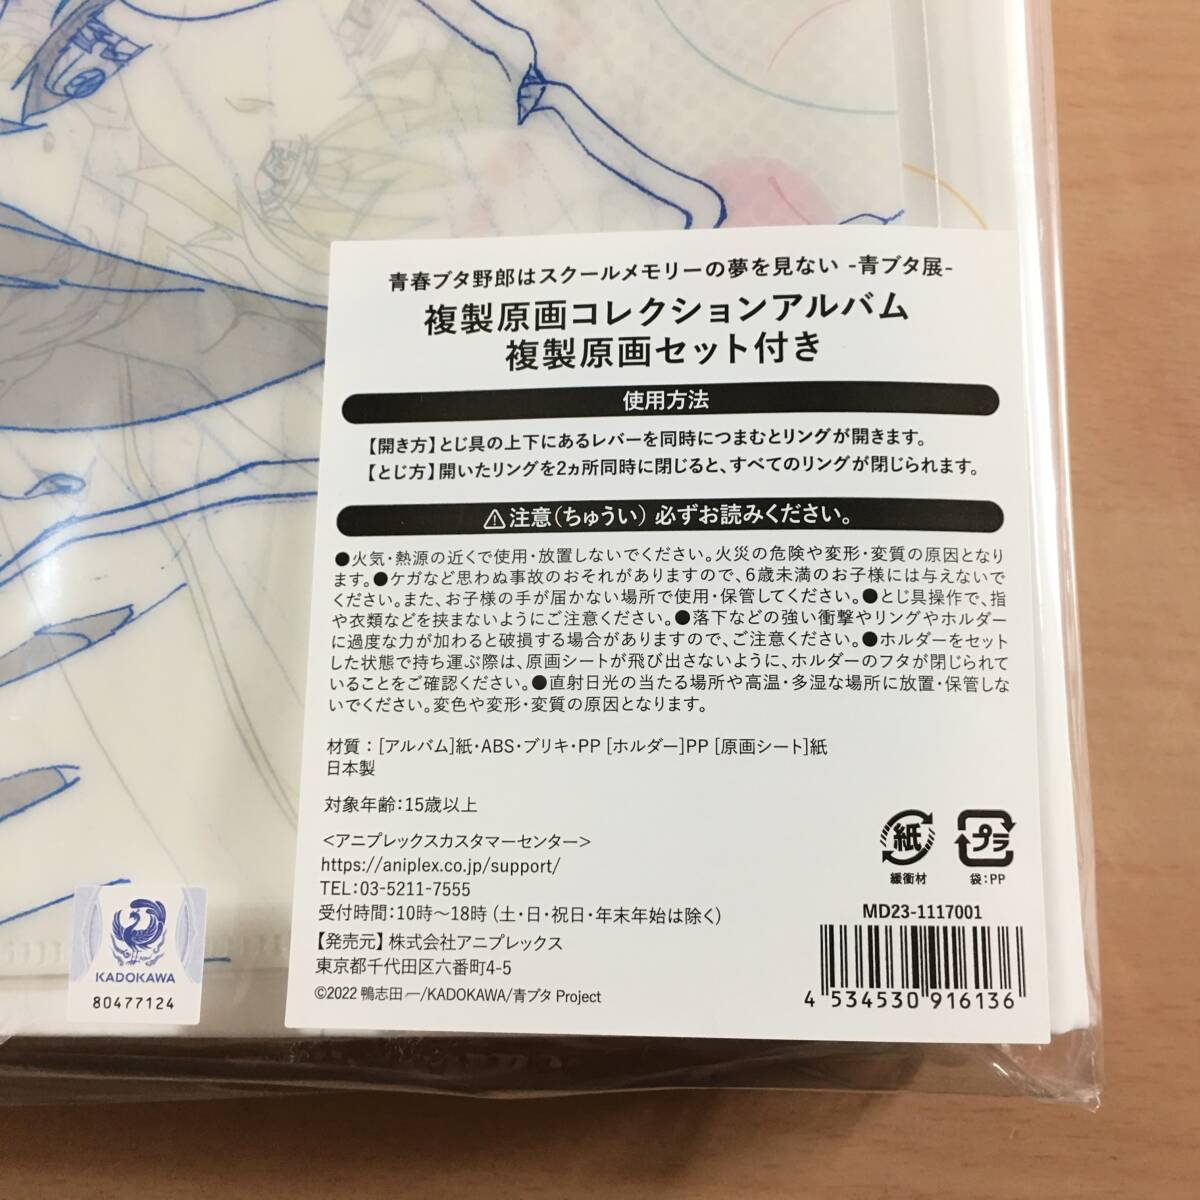 青春ブタ野郎はスクールメモリーの夢を見ない -青ブタ展-
複製原画コレクションアルバム
複製原画セット付き
使用方法
【開き方】とじ具の上下にあるレバーを同時につまむとリングが開きます。
【とじ方】開いたリングを2ヵ所同時に閉じると、すべてのリングが閉じられます。
⚠注意(ちゅうい) 必ずお読みください。
●火気・熱源の近くで使用・放置しないでください。火災の危険や変形・変質の原因となり
ます。●ケガなど思わぬ事故のおそれがありますので、6歳未満のお子様には与えないで
ください。また、お子様の手が届かない場所で使用・保管してください。●とじ具操作で、指
や衣類などを挟まないようにご注意ください。●落下などの強い衝撃やリングやホルダー
に過度な力が加わると破損する場合がありますので、ご注意ください。●ホルダーをセット
した状態で持ち運ぶ際は、原画シートが飛び出さないように、ホルダーのフタが閉じられて
いることをご確認ください。●直射日光の当たる場所や高温・多湿な場所に放置・保管しな
いでください。変色や変形・変質の原因となります。
材質：[アルバム]紙・ABS・ブリキ・PP [ホルダー]PP [原画シート]紙
日本製
対象年齢：15歳以上
<アニプレックスカスタマーセンター>
https://aniplex.co.jp/support/
TEL：03-5211-7555
受付時間：10時～18時（土・日・祝日・年末年始は除く）
【発売元】株式会社アニプレックス
東京都千代田区六番町4-5
©2022 鴨志田 一/KADOKAWA/青ブタ Project
紙
緩衝材
プラ
袋：PP
MD23-1117001
4 534530 916136
KADOKAWA
80477124